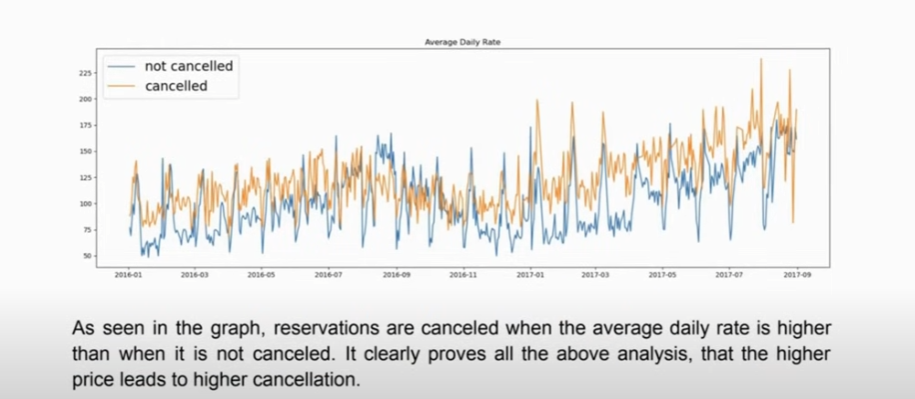 Average Daily Rate
not cancelled
cancelled
225
200
175
150
125
100
75
50
2016-01 2016-03 2016-05 2016-07 2016-09 2016-11 2017-01 2017-03 2017-05 2017-07 2017-09
As seen in the graph, reservations are canceled when the average daily rate is higher
than when it is not canceled. It clearly proves all the above analysis, that the higher
price leads to higher cancellation.